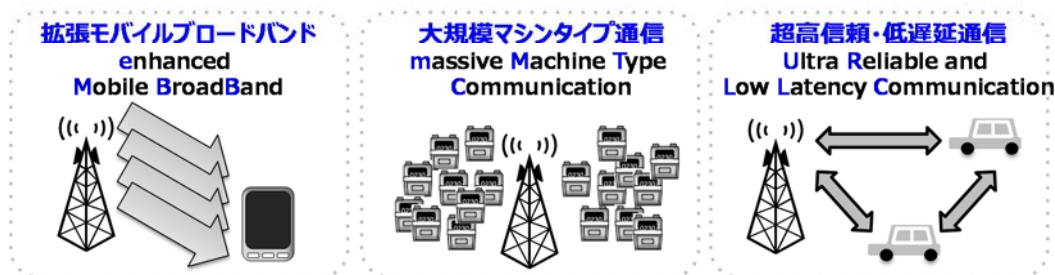 拡張モバイルブロードバンド
enhanced
Mobile BroadBand
大規模マシンタイプ通信
massive Machine Type
Communication
超高信頼・低遅延通信
Ultra Reliable and
Low Latency Communication